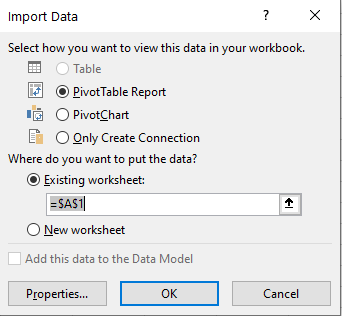 Import Data
?
Select how you want to view this data in your workbook.
Table
PivotTable Report
PivotChart
Only Create Connection
Where do you want to put the data?
Existing worksheet:
=$A$1
New worksheet
Add this data to the Data Model
Properties...
OK
Cancel